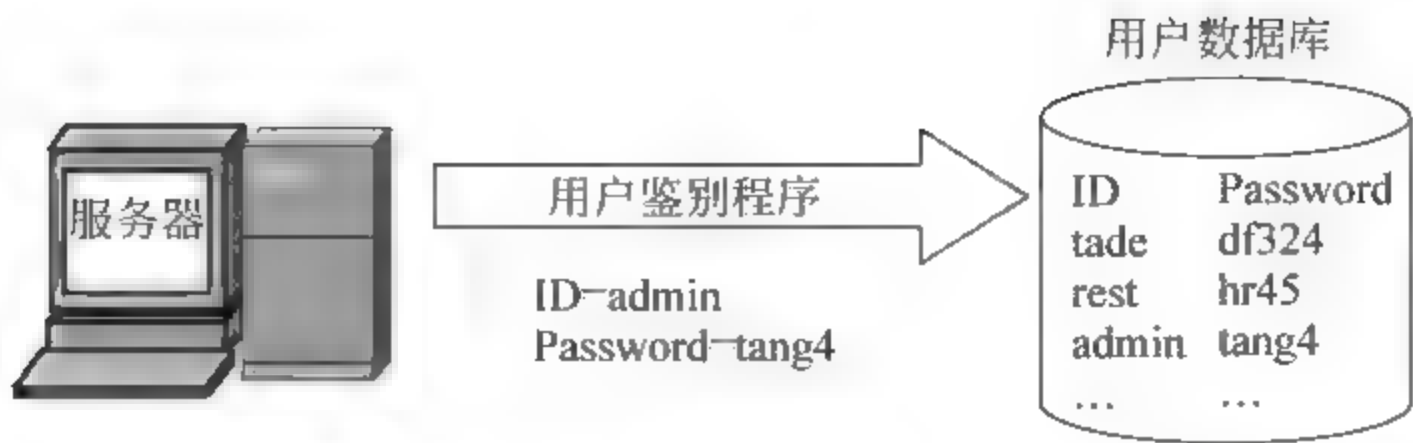 用户数据库
服务器
用户鉴别程序
ID=admin
Password=tang4
ID Password
tade df324
rest hr45
admin tang4
… …